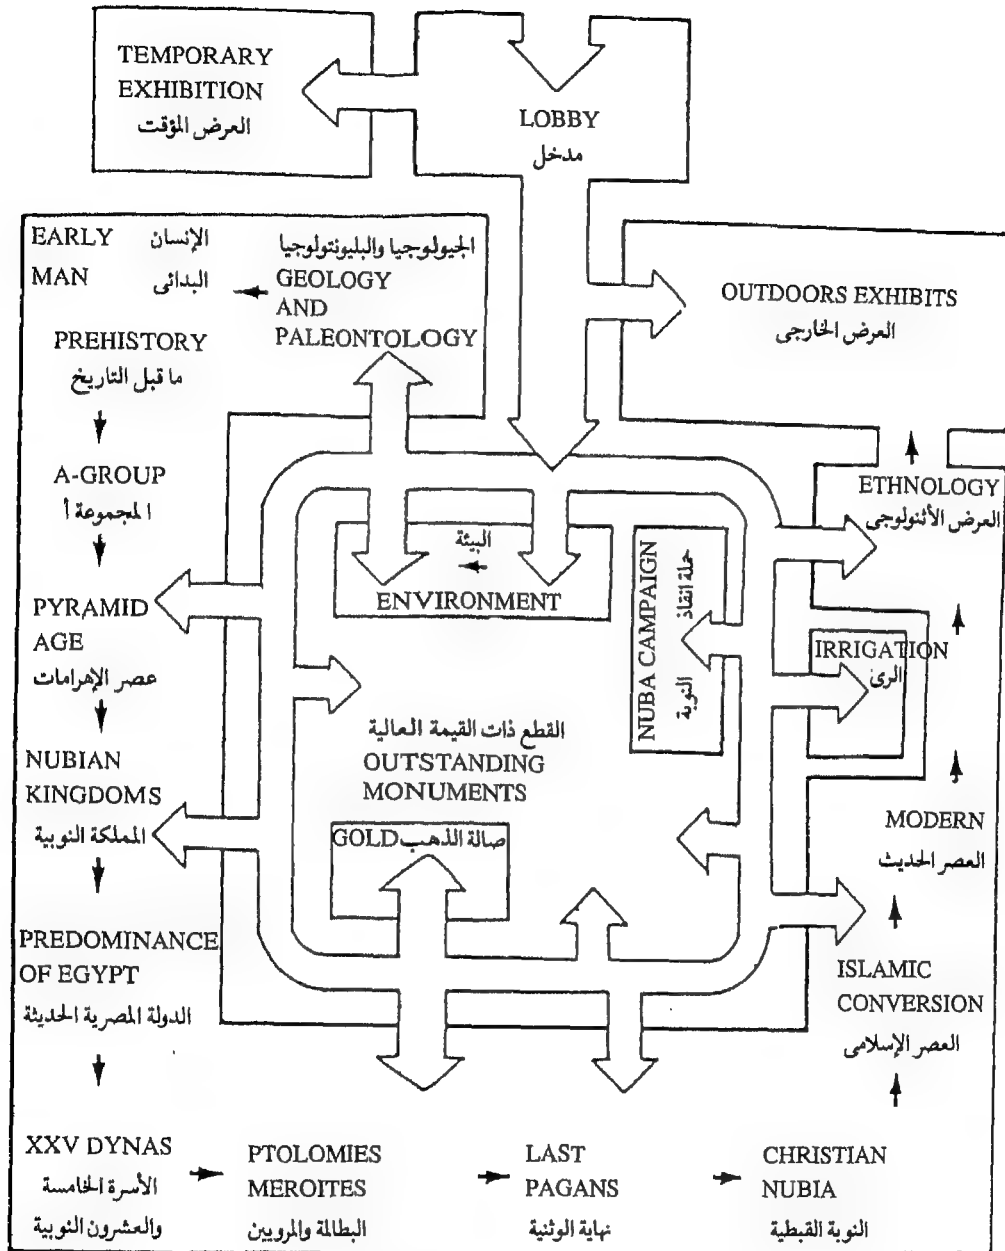 TEMPORARY
EXHIBITION
العرض المؤقت
LOBBY
مدخل
EARLY الإنسان
MAN البدائى
الجيولوجيا والبليونتولوجيا
GEOLOGY
AND
PALEONTOLOGY
OUTDOORS EXHIBITS
العرض الخارجى
PREHISTORY
ما قبل التاريخ
A-GROUP
المجموعة أ
ETHNOLOGY
العرض الأثنولوجى
البيئة
ENVIRONMENT
NUBA CAMPAIGN
حملة انقاذ النوبة
PYRAMID
AGE
عصر الإهرامات
IRRIGATION
الرى
القطع ذات القيمة العالية
OUTSTANDING
MONUMENTS
NUBIAN
KINGDOMS
المملكة النوبية
GOLD صالة الذهب
MODERN
العصر الحديث
PREDOMINANCE
OF EGYPT
الدولة المصرية الحديثة
ISLAMIC
CONVERSION
العصر الإسلامى
XXV DYNAS
الأسرة الخامسة
والعشرون النوبية
PTOLOMIES
MEROITES
البطالمة والمرويين
LAST
PAGANS
نهاية الوثنية
CHRISTIAN
NUBIA
النوبة القبطية